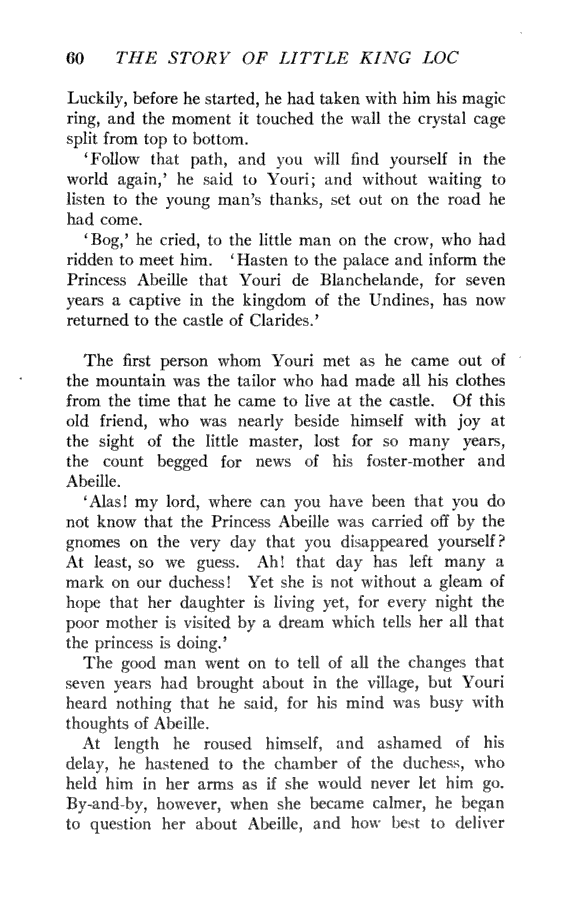 60 THE STORY OF LITTLE KING LOC
Luckily, before he started, he had taken with him his magic
ring, and the moment it touched the wall the crystal cage
split from top to bottom.
‘Follow that path, and you will find yourself in the
world again,’ he said to Youri; and without waiting to
listen to the young man’s thanks, set out on the road he
had come.
‘Bog,’ he cried, to the little man on the crow, who had
ridden to meet him. ‘Hasten to the palace and inform the
Princess Abeille that Youri de Blanchelande, for seven
years a captive in the kingdom of the Undines, has now
returned to the castle of Clarides.’
The first person whom Youri met as he came out of
the mountain was the tailor who had made all his clothes
from the time that he came to live at the castle. Of this
old friend, who was nearly beside himself with joy at
the sight of the little master, lost for so many years,
the count begged for news of his foster-mother and
Abeille.
‘Alas! my lord, where can you have been that you do
not know that the Princess Abeille was carried off by the
gnomes on the very day that you disappeared yourself?
At least, so we guess. Ah! that day has left many a
mark on our duchess! Yet she is not without a gleam of
hope that her daughter is living yet, for every night the
poor mother is visited by a dream which tells her all that
the princess is doing.’
The good man went on to tell of all the changes that
seven years had brought about in the village, but Youri
heard nothing that he said, for his mind was busy with
thoughts of Abeille.
At length he roused himself, and ashamed of his
delay, he hastened to the chamber of the duchess, who
held him in her arms as if she would never let him go.
By-and-by, however, when she became calmer, he began
to question her about Abeille, and how best to deliver